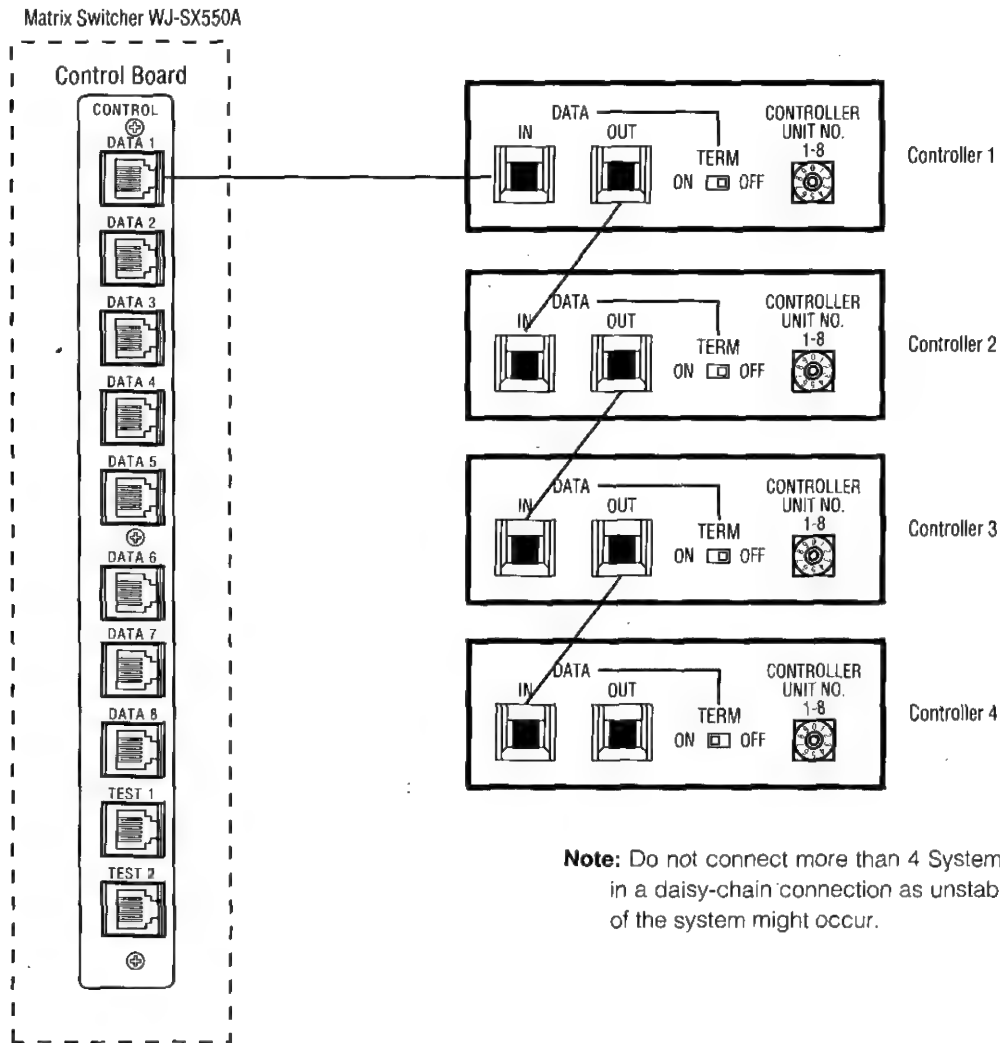 Matrix Switcher WJ-SX550A
Control Board
CONTROL
DATA 1
DATA 2
DATA 3
DATA 4
DATA 5
DATA 6
DATA 7
DATA 8
TEST 1
TEST 2
DATA
IN
OUT
TERM
ON OFF
CONTROLLER
UNIT NO.
1-8
Controller 1
DATA
IN
OUT
TERM
ON OFF
CONTROLLER
UNIT NO.
1-8
Controller 2
DATA
IN
OUT
TERM
ON OFF
CONTROLLER
UNIT NO.
1-8
Controller 3
DATA
IN
OUT
TERM
ON OFF
CONTROLLER
UNIT NO.
1-8
Controller 4
Note: Do not connect more than 4 System
in a daisy-chain connection as unstab
of the system might occur.